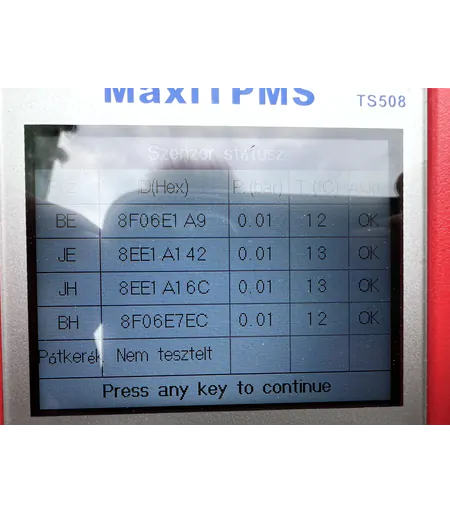 MaxiTPMS
TS508
Szenzor státusz
ID(Hex) P.(bar) T.(°C)
BE 8F06E1A9 0.01 12 OK
JE 8EE1A142 0.01 13 OK
JH 8EE1A16C 0.01 13 OK
BH 8F06E7EC 0.01 12 OK
Pótkerék Nem tesztelt
Press any key to continue